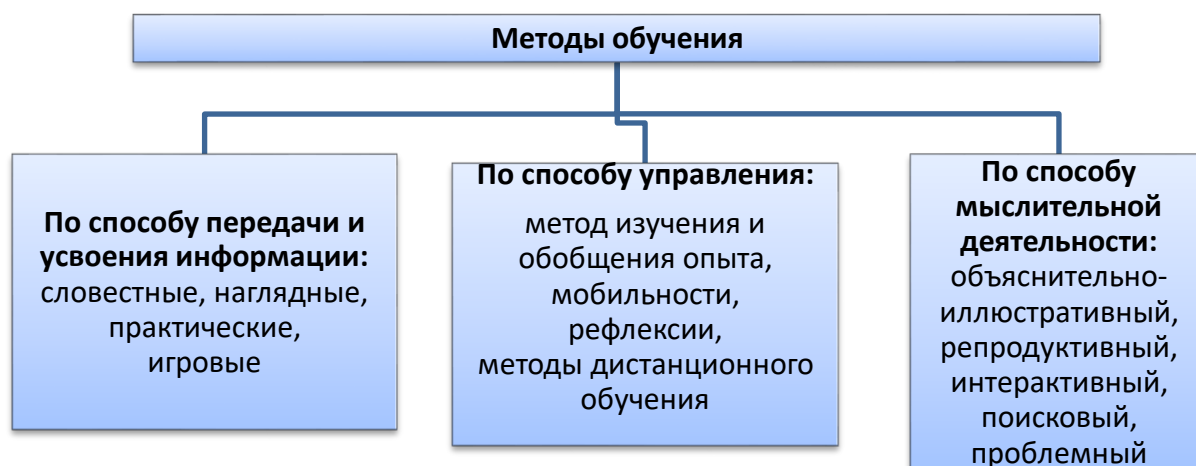 Методы обучения
По способу передачи и
усвоения информации:
словестные, наглядные,
практические,
игровые
По способу управления:
метод изучения и
обобщения опыта,
мобильности,
рефлексии,
методы дистанционного
обучения
По способу
мыслительной
деятельности:
объяснительно-
иллюстративный,
репродуктивный,
интерактивный,
поисковый,
проблемный